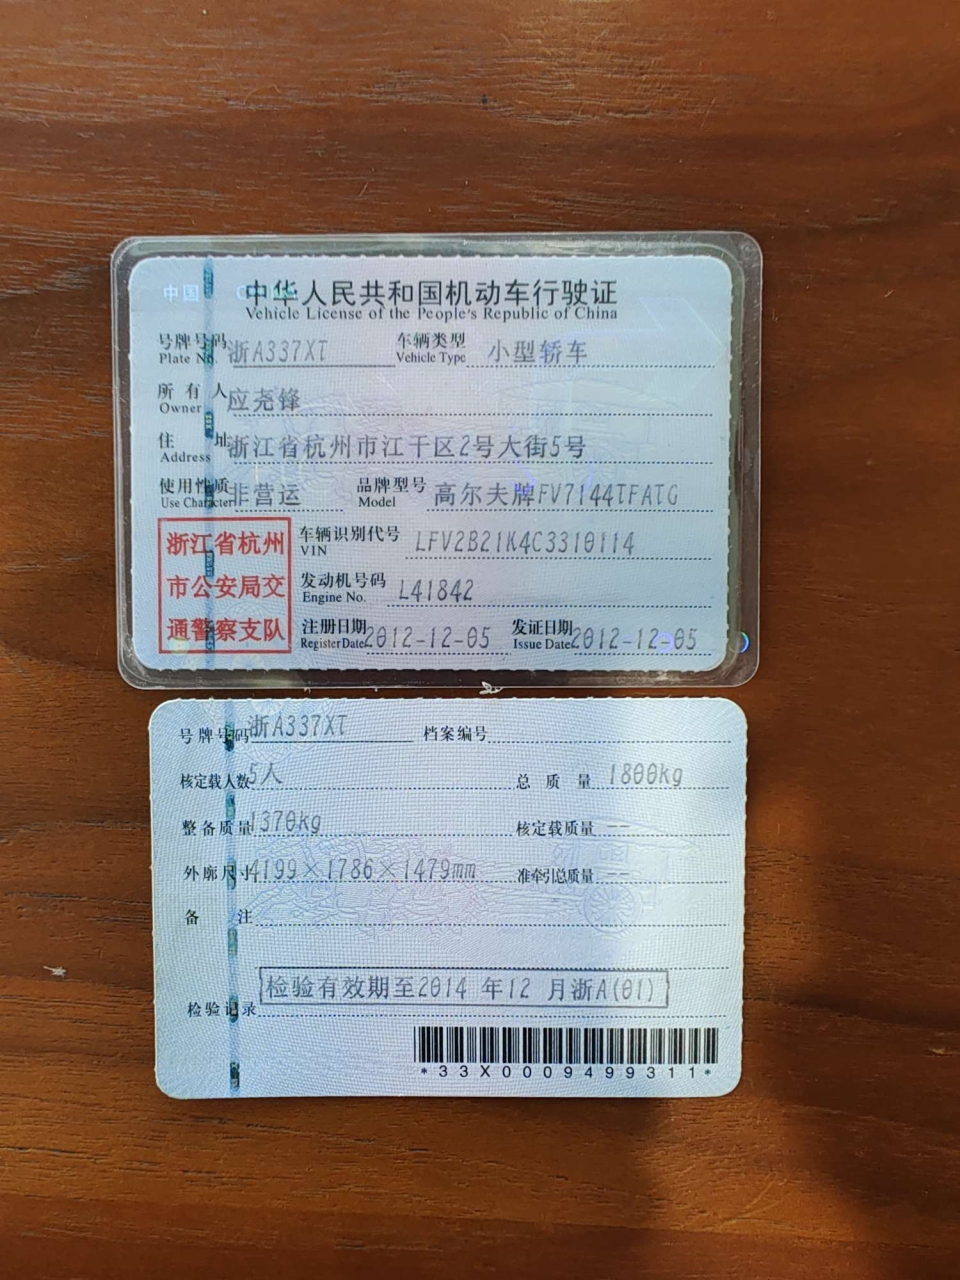 中国
中华人民共和国机动车行驶证
Vehicle License of the People's Republic of China
号牌号码 浙A337XT 车辆类型 小型轿车
Plate No. Vehicle Type
所有人 应尧锋
Owner
住址 浙江省杭州市江干区2号大街5号
Address
使用性质 非营运 品牌型号 高尔夫牌FV7144TFATG
Use Character Model
浙江省杭州
市公安局交
通警察支队
车辆识别代号 LFV2B21K4C3310114
VIN
发动机号码 L41842
Engine No.
注册日期 2012-12-05 发证日期 2012-12-05
Register Date Issue Date
号牌号码 浙A337XT 档案编号
核定载人数 5人 总质量 1800kg
整备质量 1370kg 核定载质量 --
外廓尺寸 4199×1786×1479mm 准牵引总质量 --
备注
检验有效期至2014 年12 月浙A(01)
检验记录
*33X0009499311*